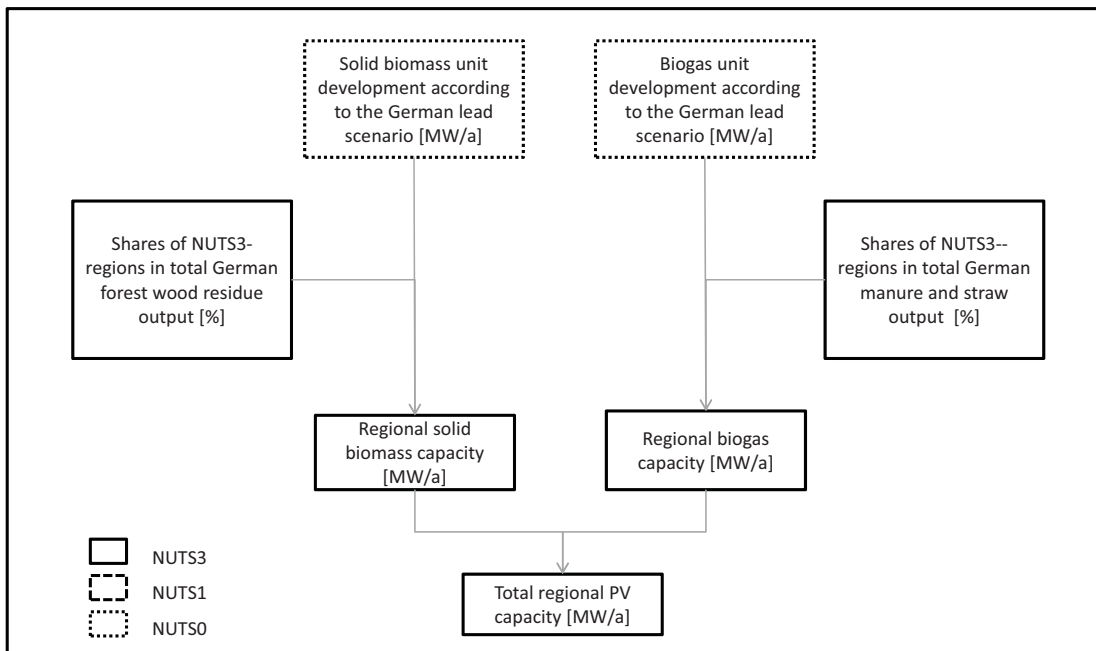 Solid biomass unit
development according
to the German lead
scenario [MW/a]
Biogas unit
development according
to the German lead
scenario [MW/a]
Shares of NUTS3-
regions in total German
forest wood residue
output [%]
Shares of NUTS3--
regions in total German
manure and straw
output [%]
Regional solid
biomass capacity
[MW/a]
Regional biogas
capacity [MW/a]
Total regional PV
capacity [MW/a]
NUTS3
NUTS1
NUTS0